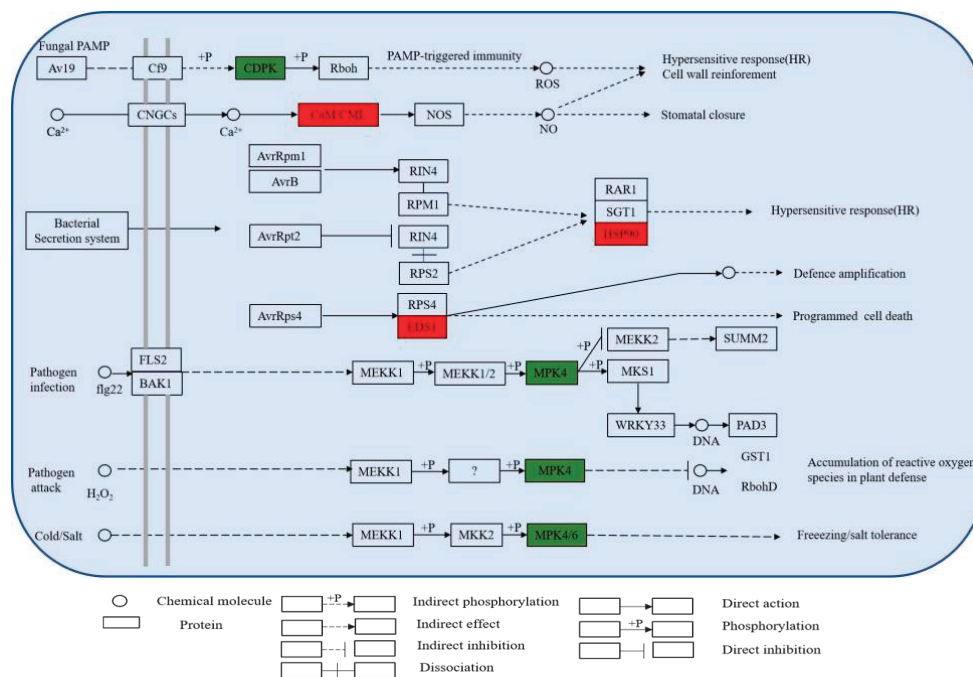 Fungal PAMP
Av19
Cf9
+P
CDPK
+P
Rboh
PAMP-triggered immunity
ROS
Hypersensitive response(HR)
Cell wall reinforement
Ca²⁺
CNGCs
Ca²⁺
CaM/CML
NOS
NO
Stomatal closure
AvrRpm1
AvrB
RIN4
RPM1
RAR1
SGT1
HSP90
Hypersensitive response(HR)
Bacterial
Secretion system
AvrRpt2
RIN4
RPS2
Defence amplification
AvrRps4
RPS4
EDS1
Programmed cell death
Pathogen
infection
flg22
FLS2
BAK1
MEKK1
+P
MEKK1/2
+P
MPK4
+P
MEKK2
SUMM2
+P
MKS1
WRKY33
DNA
PAD3
Pathogen
attack
H₂O₂
MEKK1
+P
?
+P
MPK4
DNA
GST1
RbohD
Accumulation of reactive oxygen
species in plant defense
Cold/Salt
MEKK1
+P
MKK2
+P
MPK4/6
Freeezing/salt tolerance
Chemical molecule
Protein
+P
Indirect phosphorylation
Indirect effect
Indirect inhibition
Dissociation
Direct action
+P
Phosphorylation
Direct inhibition